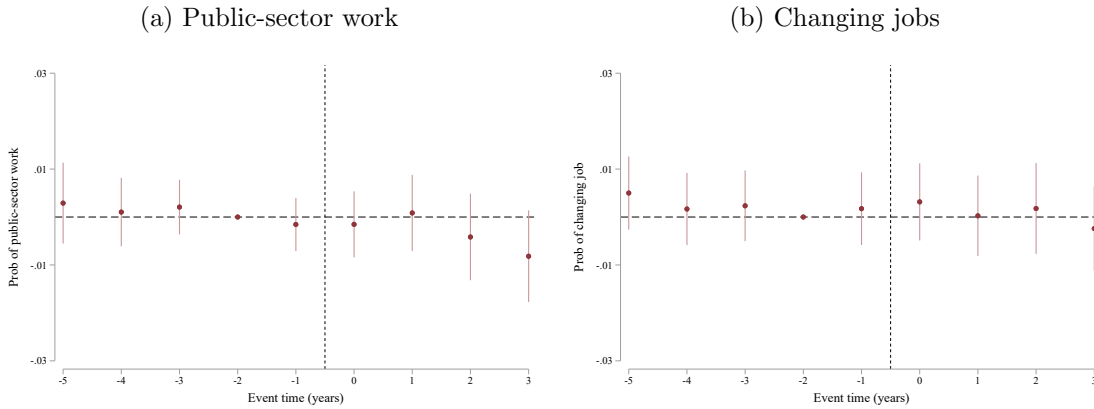 (a) Public-sector work
.03
.01
-.01
-.03
Prob of public-sector work
-5 -4 -3 -2 -1 0 1 2 3
Event time (years)
(b) Changing jobs
.03
.01
-.01
-.03
Prob of changing job
-5 -4 -3 -2 -1 0 1 2 3
Event time (years)